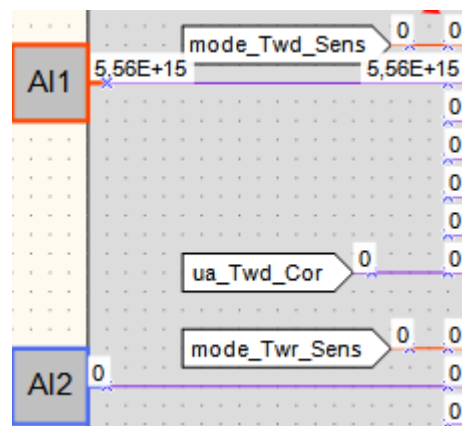 mode_Twd_Sens 0 0
AI1 5,56E+15 5,56E+15
0
0
0
0
ua_Twd_Cor 0 0
mode_Twr_Sens 0 0
AI2 0 0
0